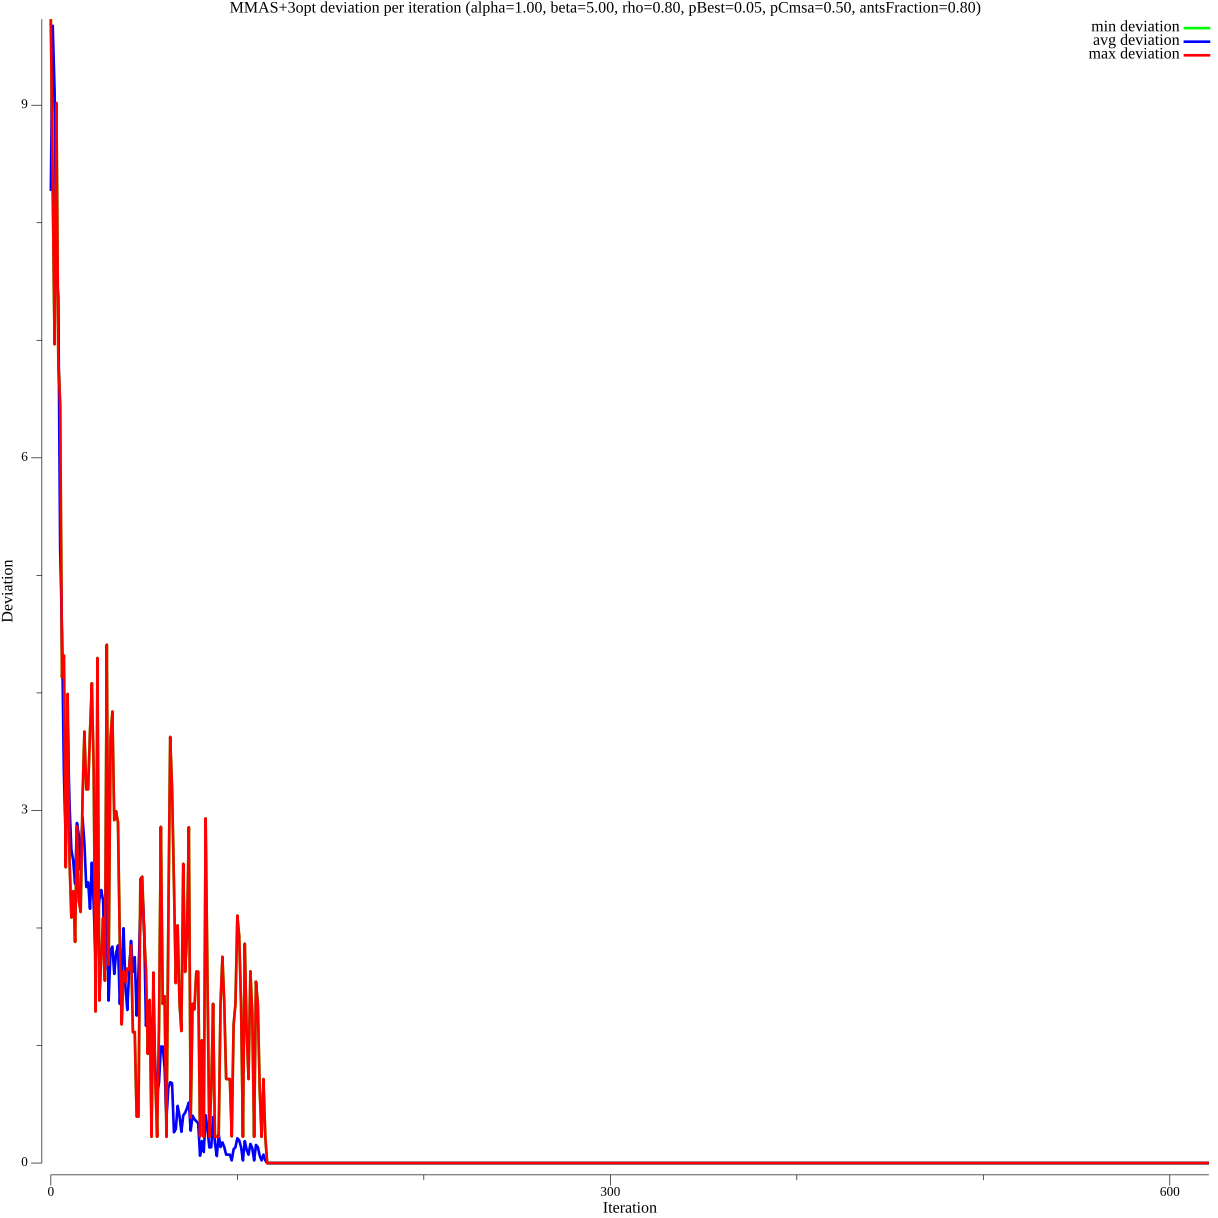 MMAS+3opt deviation per iteration (alpha=1.00, beta=5.00, rho=0.80, pBest=0.05, pCmsa=0.50, antsFraction=0.80)
min deviation
avg deviation
max deviation
9
6
3
0
Deviation
0 300 600
Iteration